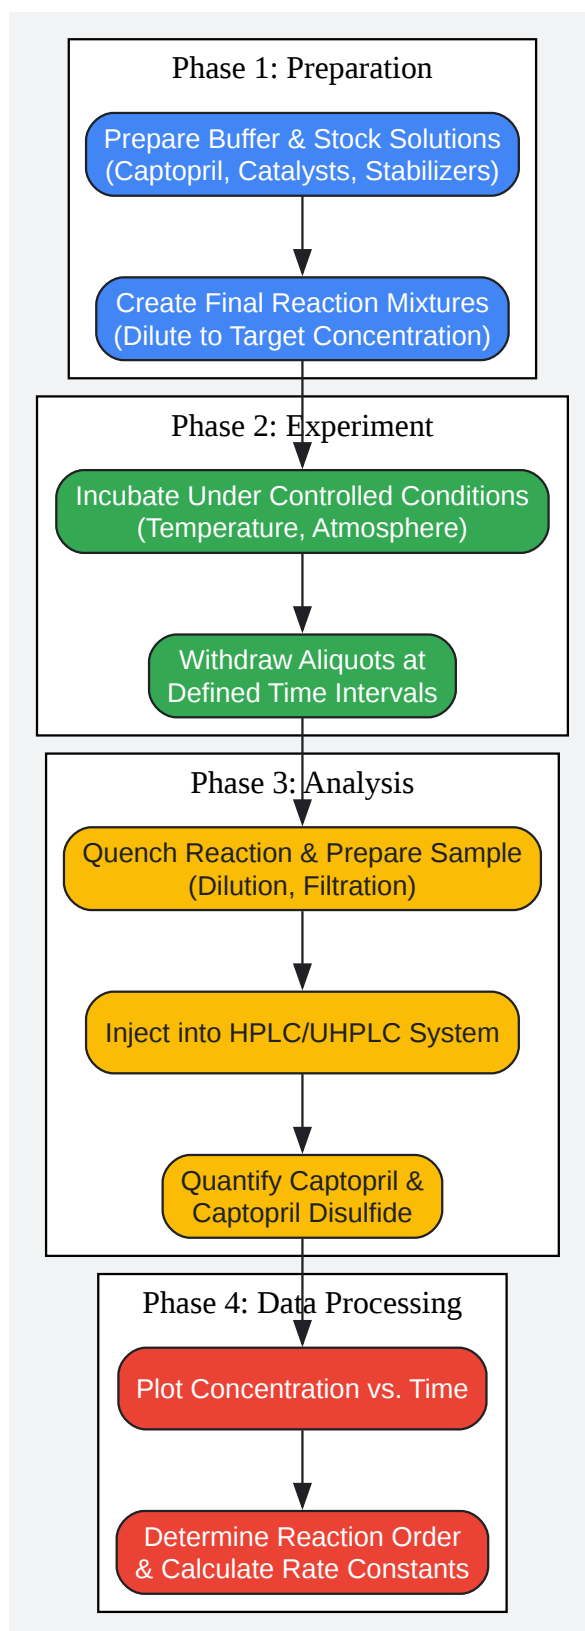 Phase 1: Preparation
Prepare Buffer & Stock Solutions
(Captopril, Catalysts, Stabilizers)
Create Final Reaction Mixtures
(Dilute to Target Concentration)
Phase 2: Experiment
Incubate Under Controlled Conditions
(Temperature, Atmosphere)
Withdraw Aliquots at
Defined Time Intervals
Phase 3: Analysis
Quench Reaction & Prepare Sample
(Dilution, Filtration)
Inject into HPLC/UHPLC System
Quantify Captopril &
Captopril Disulfide
Phase 4: Data Processing
Plot Concentration vs. Time
Determine Reaction Order
& Calculate Rate Constants